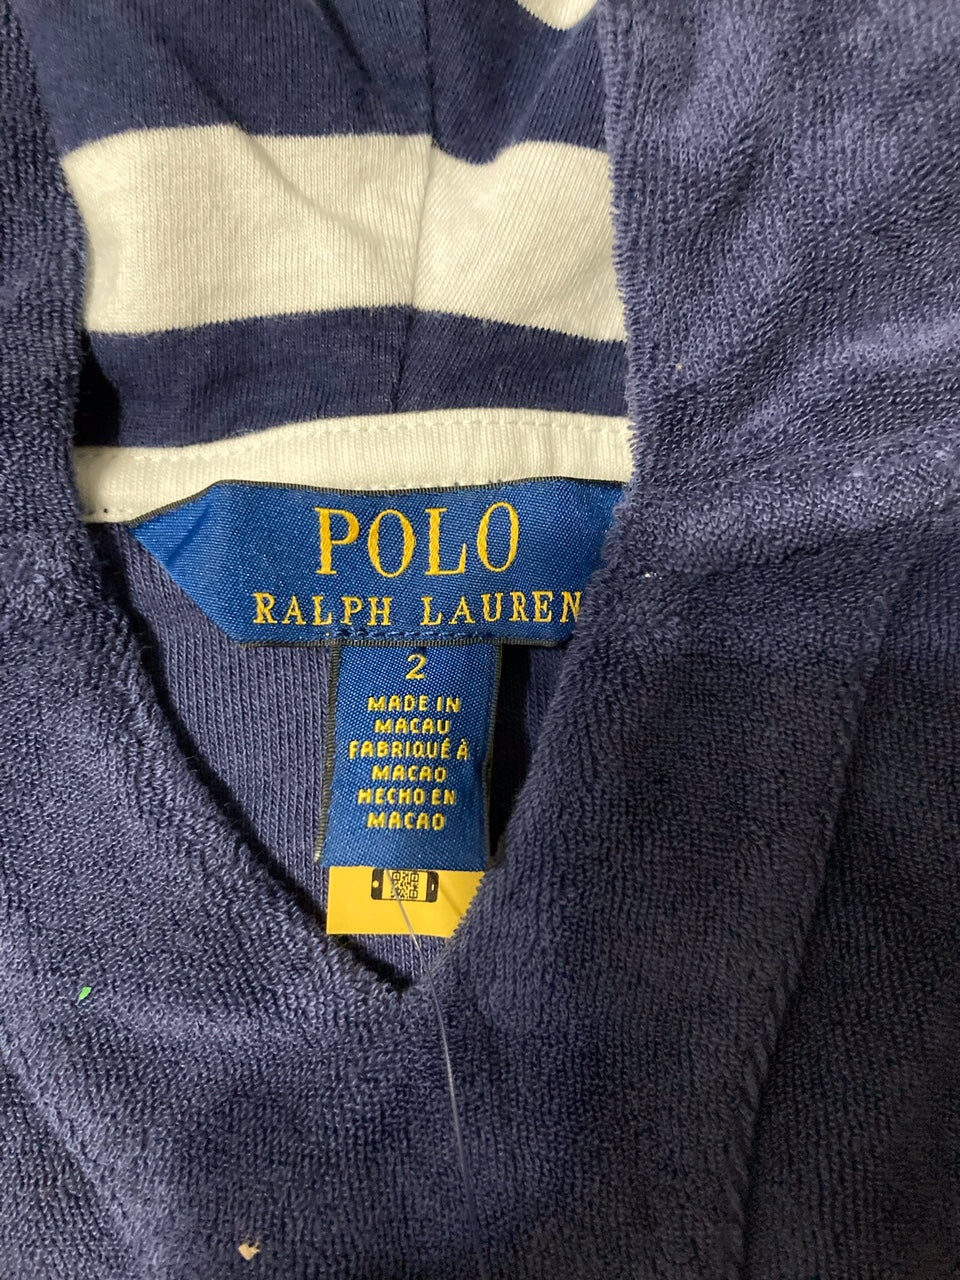 POLO
RALPH LAUREN
2
MADE IN
MACAU
FABRIQUÉ À
MACAO
HECHO EN
MACAO